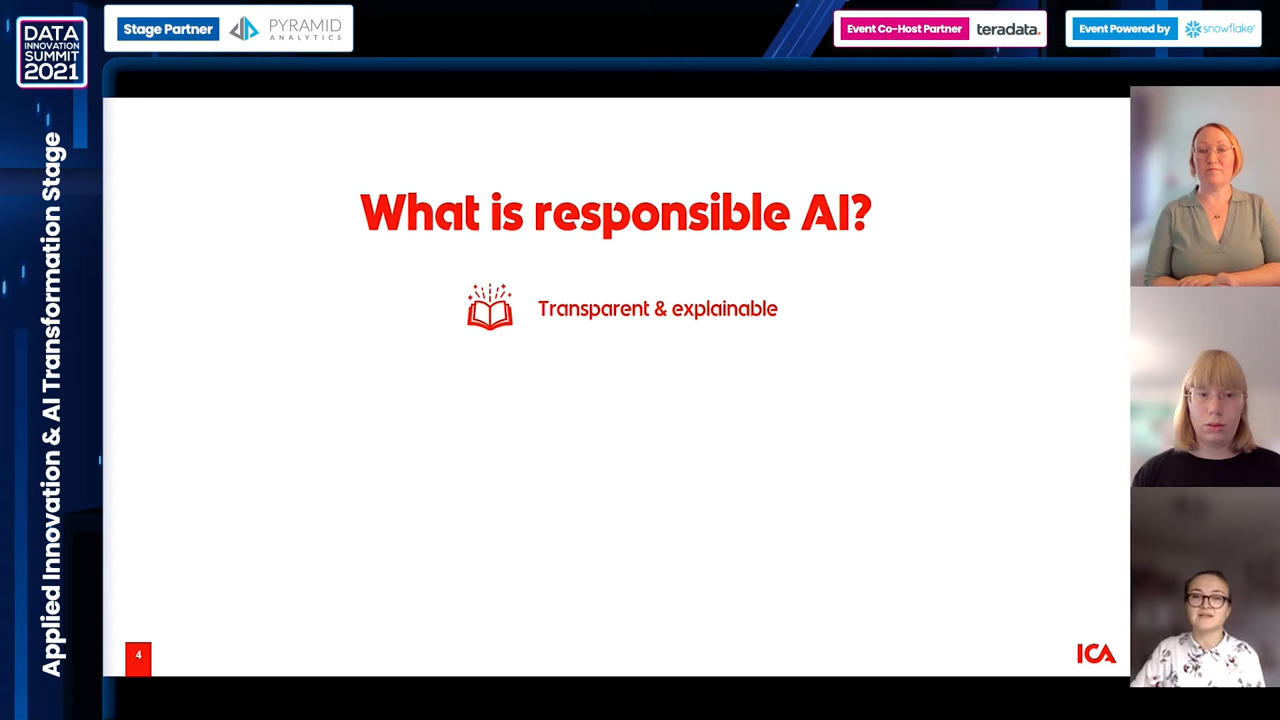 DATA
INNOVATION
SUMMIT
2021
Stage Partner
PYRAMID
ANALYTICS
Event Co-Host Partner
teradata.
Event Powered by
snowflake®
Applied Innovation & AI Transformation Stage
What is responsible AI?
Transparent & explainable
4
ICA